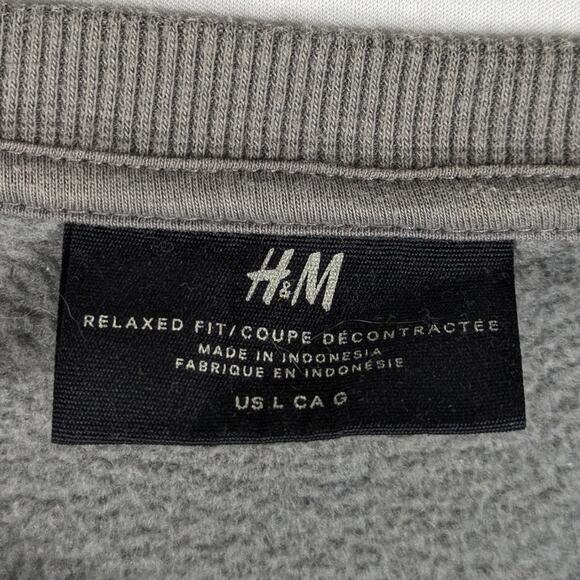 H&M
RELAXED FIT/COUPE DÉCONTRACTÉE
MADE IN INDONESIA
FABRIQUE EN INDONÉSIE
US L CA G